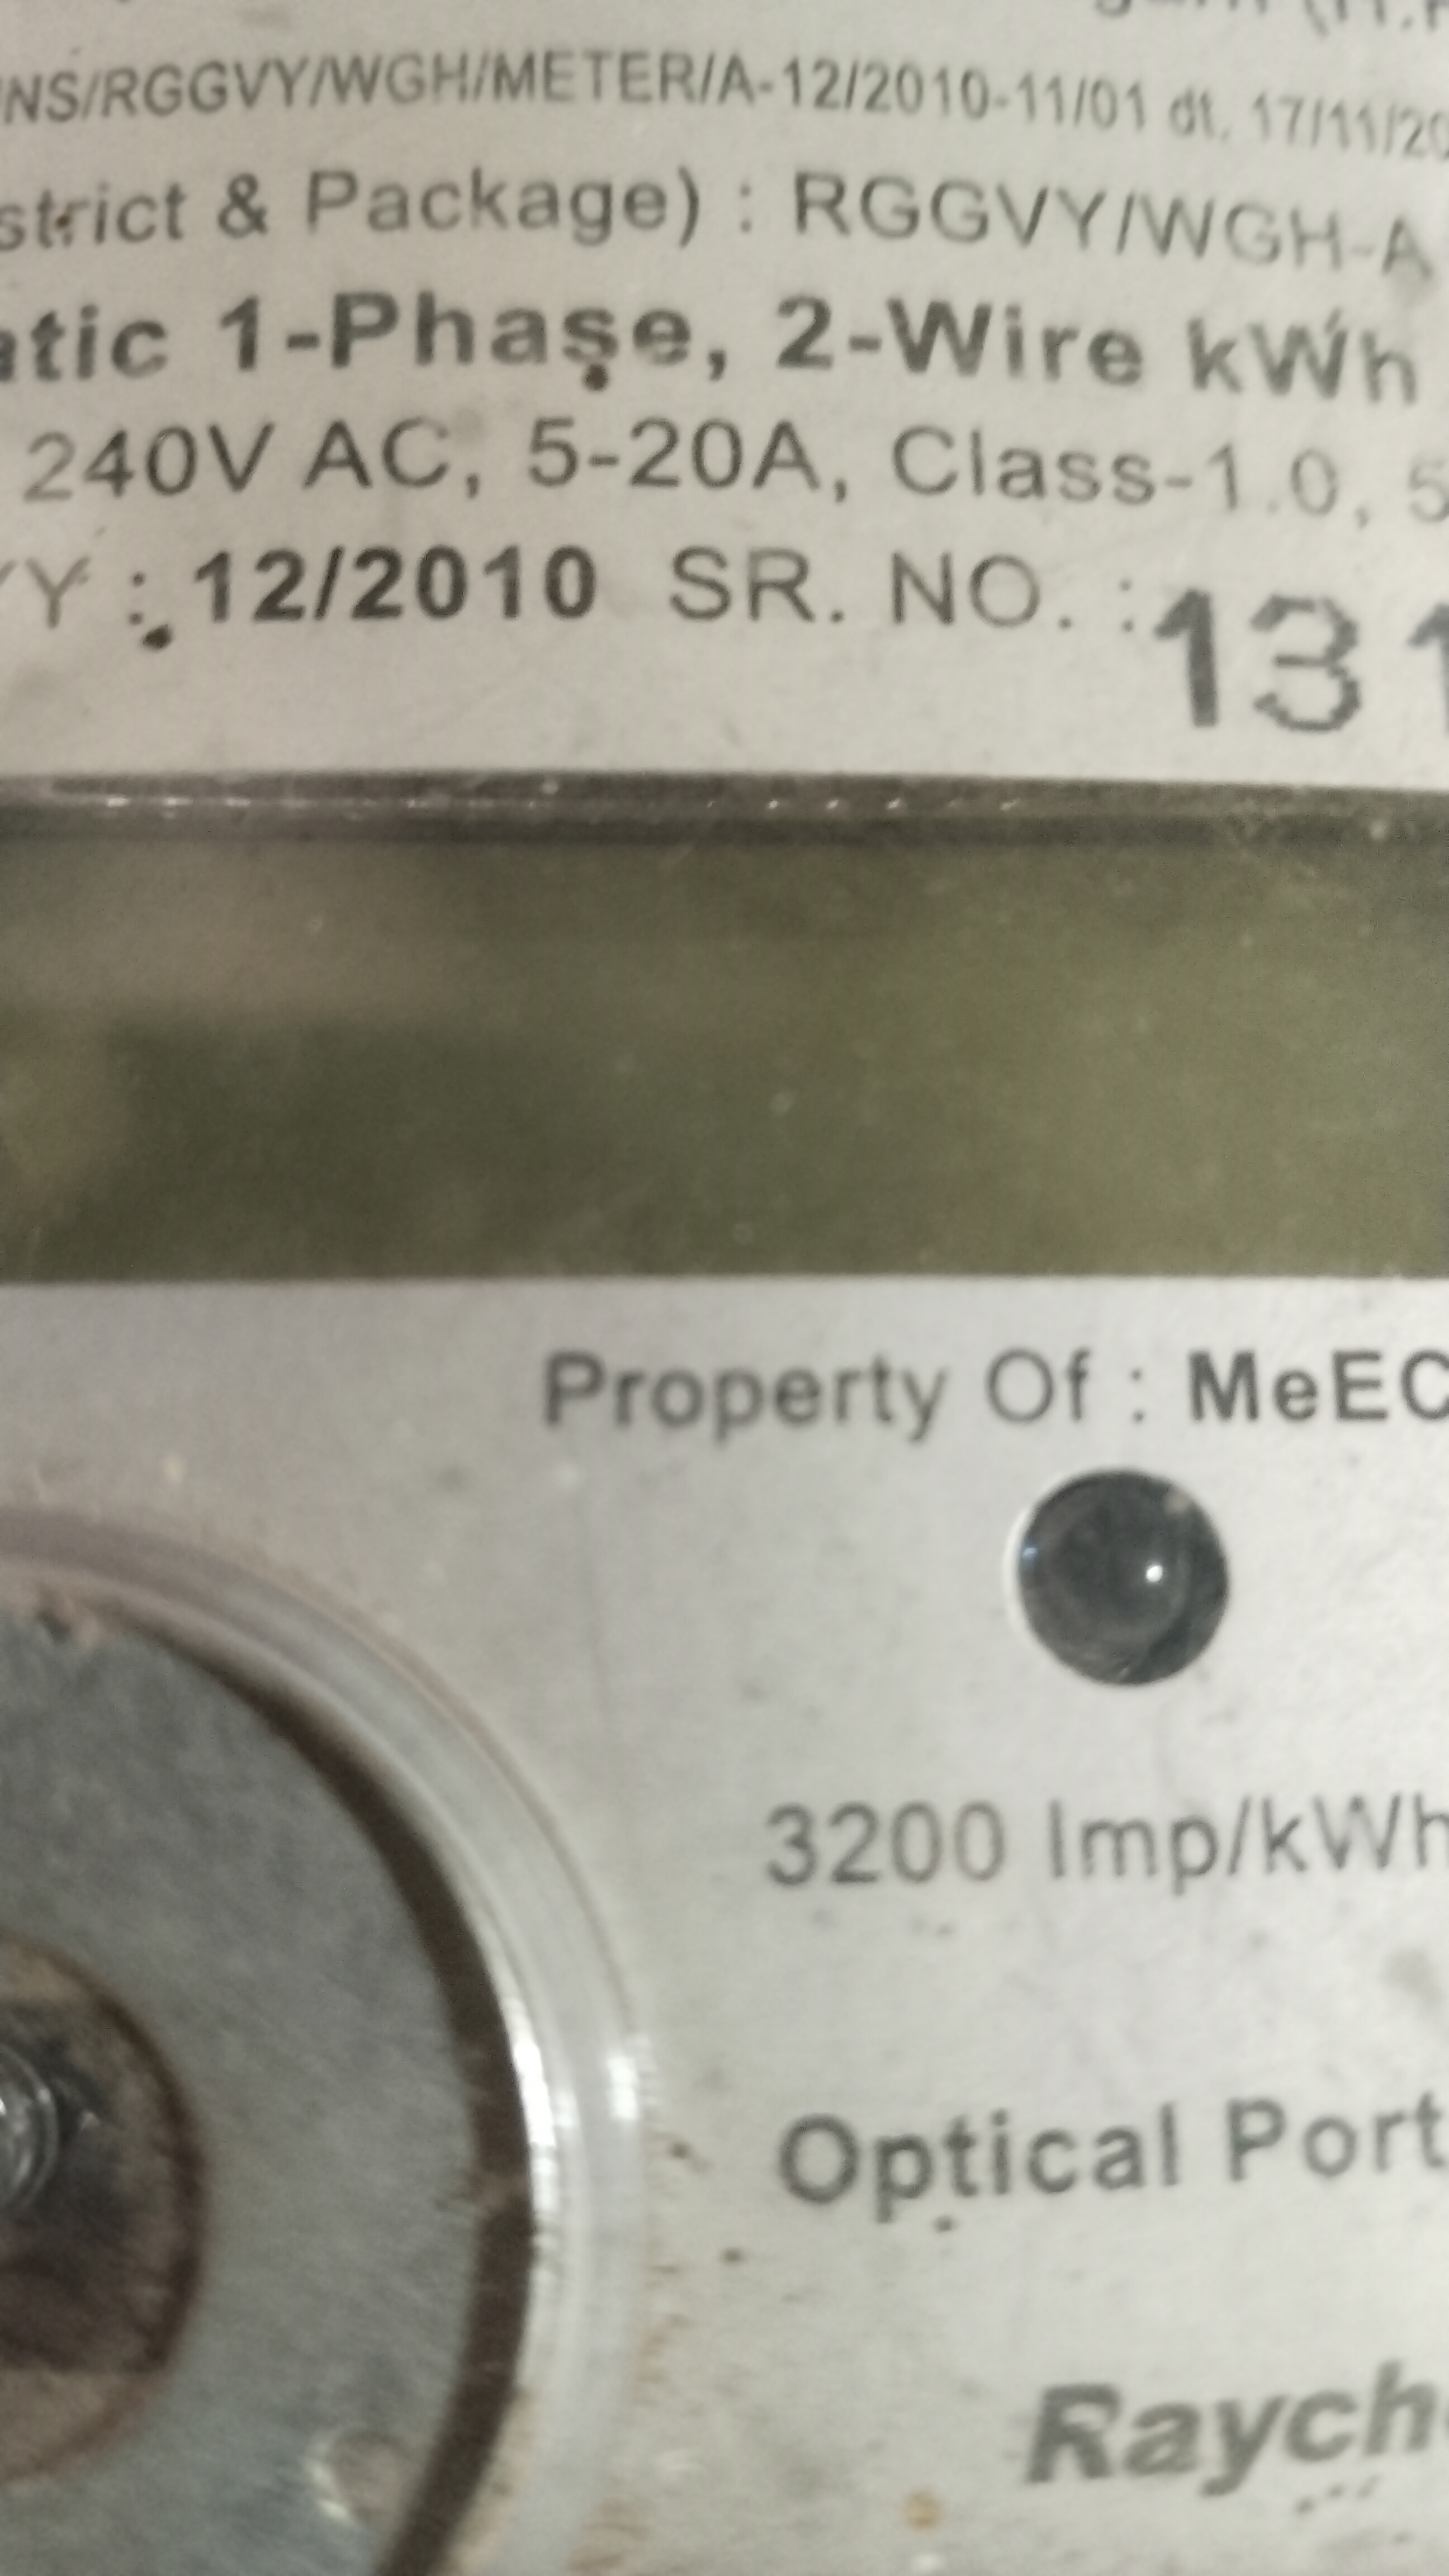 NS/RGGVY/WGH/METER/A-12/2010-11/01 dt. 17/11/20
strict & Package) : RGGVY/WGH-A
atic 1-Phase, 2-Wire kWh
240V AC, 5-20A, Class-1.0, 5
Y : 12/2010 SR. NO. : 131
Property Of : MeEC
3200 Imp/kWh
Optical Port
Raych